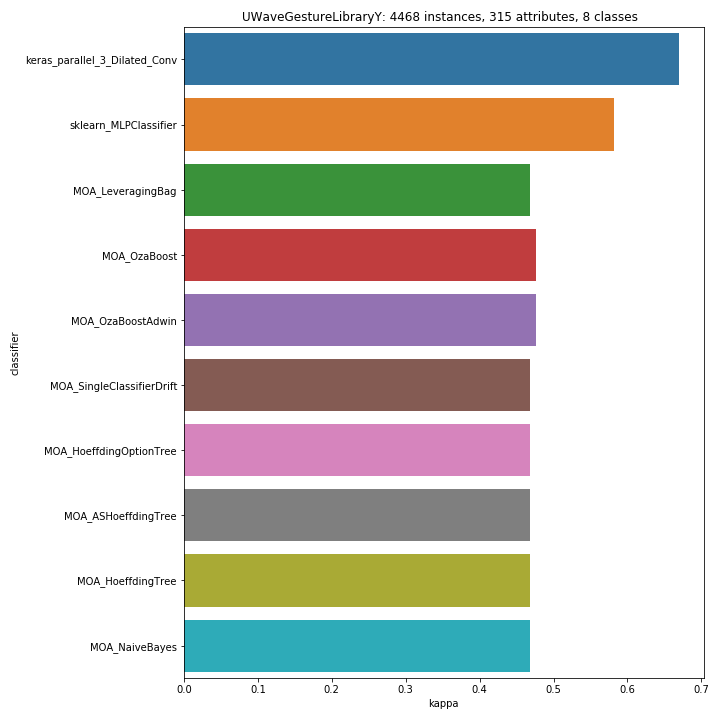 UWaveGestureLibraryY: 4468 instances, 315 attributes, 8 classes
keras_parallel_3_Dilated_Conv
sklearn_MLPClassifier
MOA_LeveragingBag
MOA_OzaBoost
MOA_OzaBoostAdwin
MOA_SingleClassifierDrift
MOA_HoeffdingOptionTree
MOA_ASHoeffdingTree
MOA_HoeffdingTree
MOA_NaiveBayes
classifier
0.0 0.1 0.2 0.3 0.4 0.5 0.6 0.7
kappa